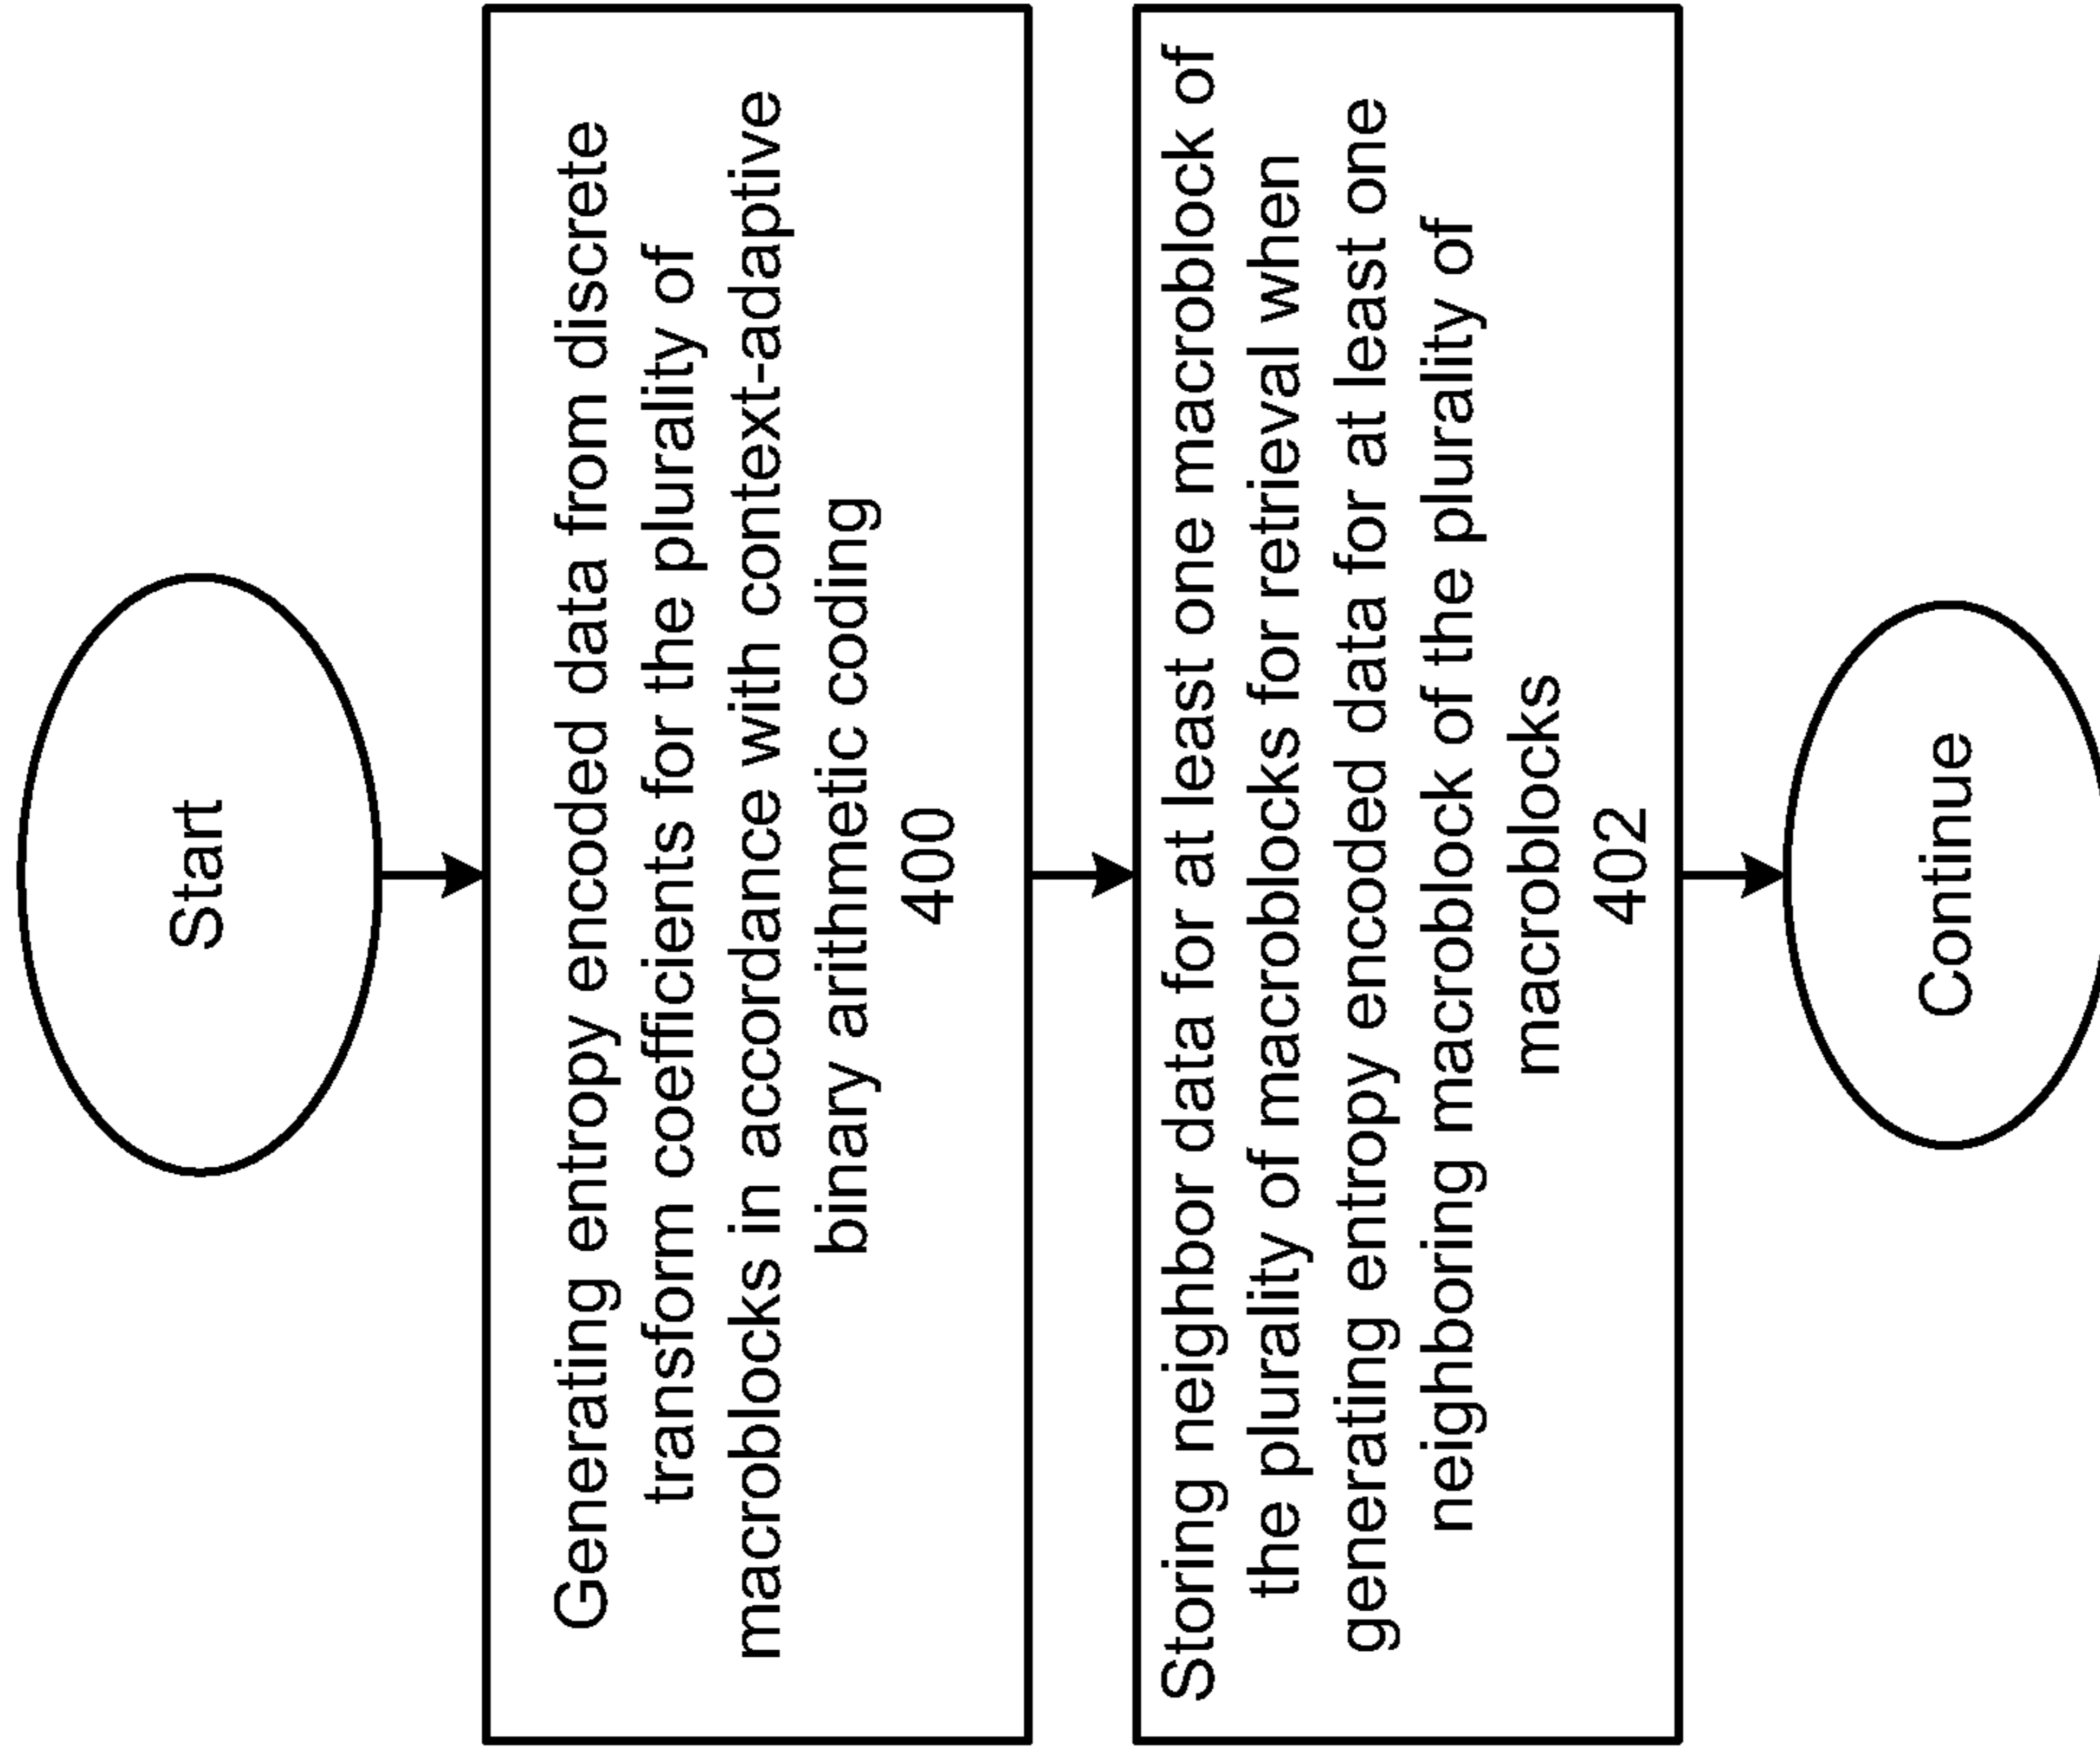 Start
Generating entropy encoded data from discrete
transform coefficients for the plurality of
macroblocks in accordance with context-adaptive
binary arithmetic coding
400
Storing neighbor data for at least one macroblock of
the plurality of macroblocks for retrieval when
generating entropy encoded data for at least one
neighboring macroblock of the plurality of
macroblocks
402
Continue